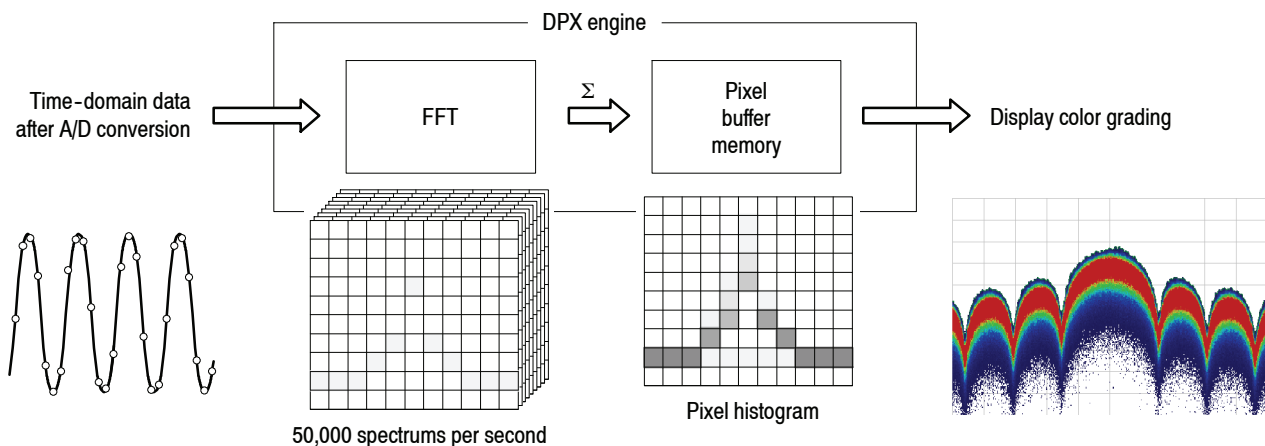 DPX engine
Time-domain data
after A/D conversion
FFT
Σ
Pixel
buffer
memory
Display color grading
50,000 spectrums per second
Pixel histogram